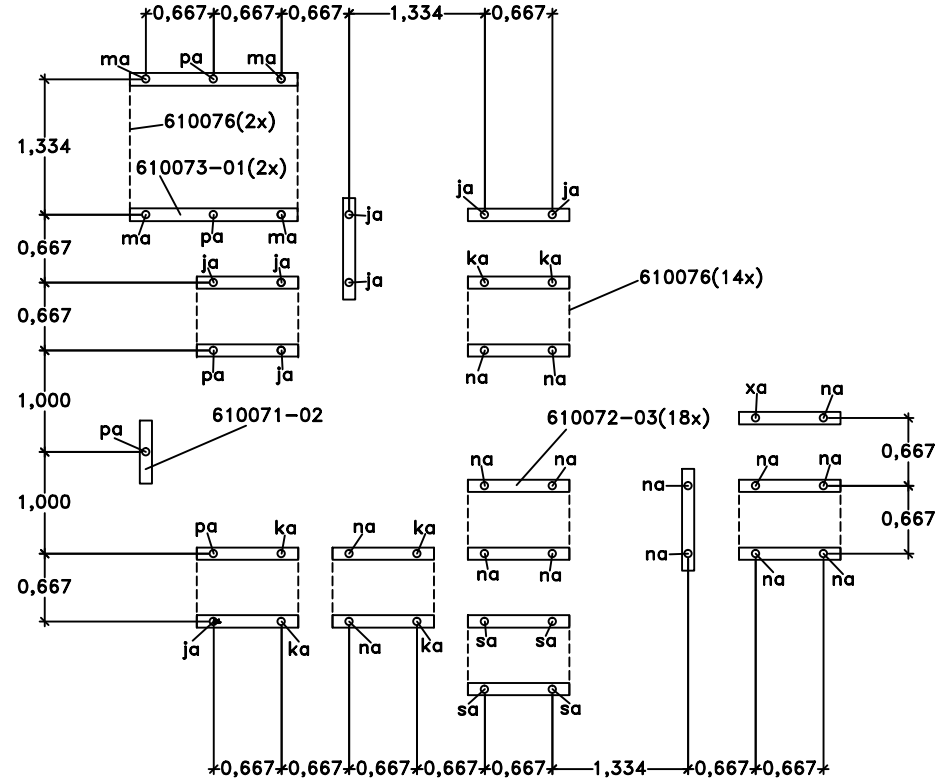 0,667 0,667 0,667 1,334 0,667
ma pa ma
610076(2x)
1,334
610073-01(2x)
ja ja
ja
ma pa ma
0,667
ja ja ka ka
ja
610076(14x)
0,667
pa ja na na
xa na
1,000
610071-02 610072-03(18x)
pa
0,667
na na na na
na
1,000
0,667
pa ka na ka
na
na na na na
0,667
ja ka na ka sa sa
sa sa
0,667 0,667 0,667 0,667 0,667 1,334 0,667 0,667